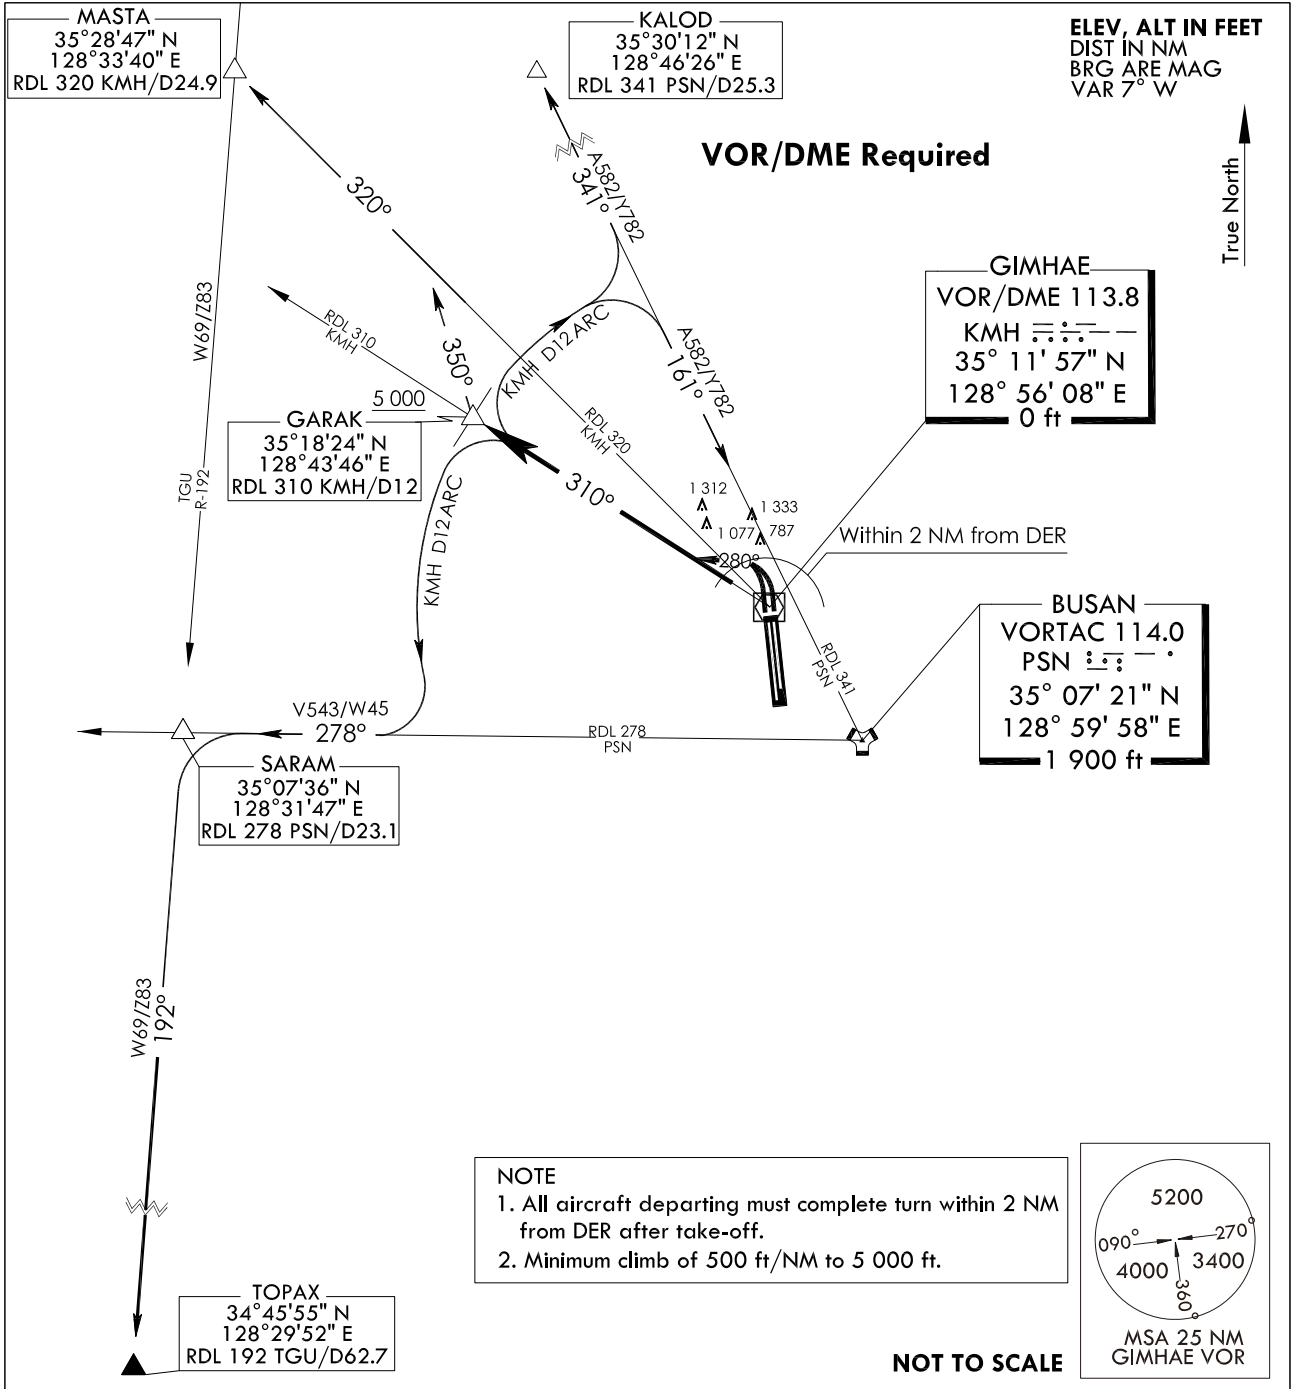 MASTA
35°28'47" N
128°33'40" E
RDL 320 KMH/D24.9
KALOD
35°30'12" N
128°46'26" E
RDL 341 PSN/D25.3
ELEV, ALT IN FEET
DIST IN NM
BRG ARE MAG
VAR 7° W
VOR/DME Required
True North
A582/Y782
341°
320°
W69/Z83
RDL 310
KMH
350°
KMH D12ARC
A582/Y782
161°
GIMHAE
VOR/DME 113.8
KMH
35° 11' 57" N
128° 56' 08" E
0 ft
5 000
GARAK
35°18'24" N
128°43'46" E
RDL 310 KMH/D12
RDL 320
KMH
TGU
R-192
310°
KMH D12ARC
1 312
1 333
1 077
787
280°
Within 2 NM from DER
RDL 341
PSN
BUSAN
VORTAC 114.0
PSN
35° 07' 21" N
128° 59' 58" E
1 900 ft
V543/W45
278°
RDL 278
PSN
SARAM
35°07'36" N
128°31'47" E
RDL 278 PSN/D23.1
W69/Z83
192°
NOTE
1. All aircraft departing must complete turn within 2 NM
from DER after take-off.
2. Minimum climb of 500 ft/NM to 5 000 ft.
5200
090°
270°
4000
3400
360°
MSA 25 NM
GIMHAE VOR
TOPAX
34°45'55" N
128°29'52" E
RDL 192 TGU/D62.7
NOT TO SCALE